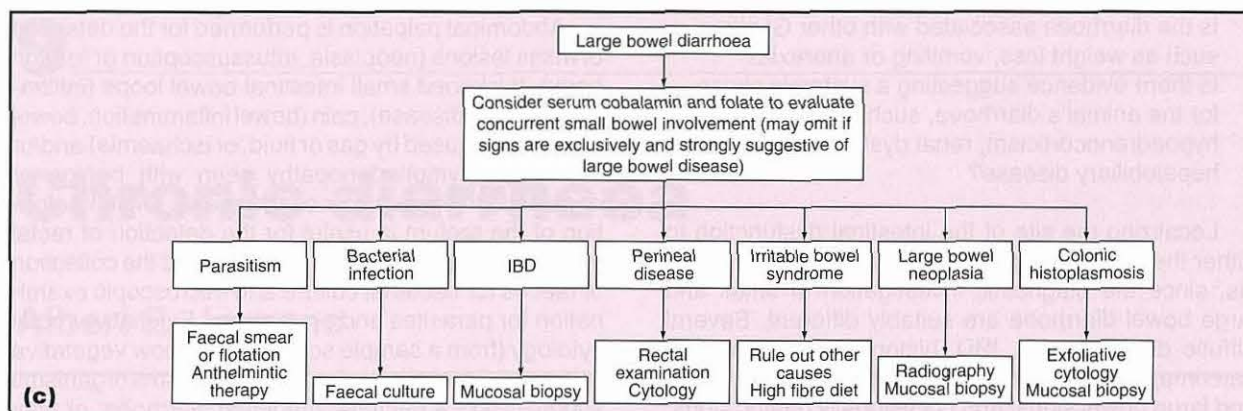 Large bowel diarrhoea
Consider serum cobalamin and folate to evaluate
concurrent small bowel involvement (may omit if
signs are exclusively and strongly suggestive of
large bowel disease)
Parasitism
Bacterial
infection
IBD
Perineal
disease
Irritable bowel
syndrome
Large bowel
neoplasia
Colonic
histoplasmosis
Faecal smear
or flotation
Anthelmintic
therapy
Faecal culture
Mucosal biopsy
Rectal
examination
Cytology
Rule out other
causes
High fibre diet
Radiography
Mucosal biopsy
Exfoliative
cytology
Mucosal biopsy
(c)